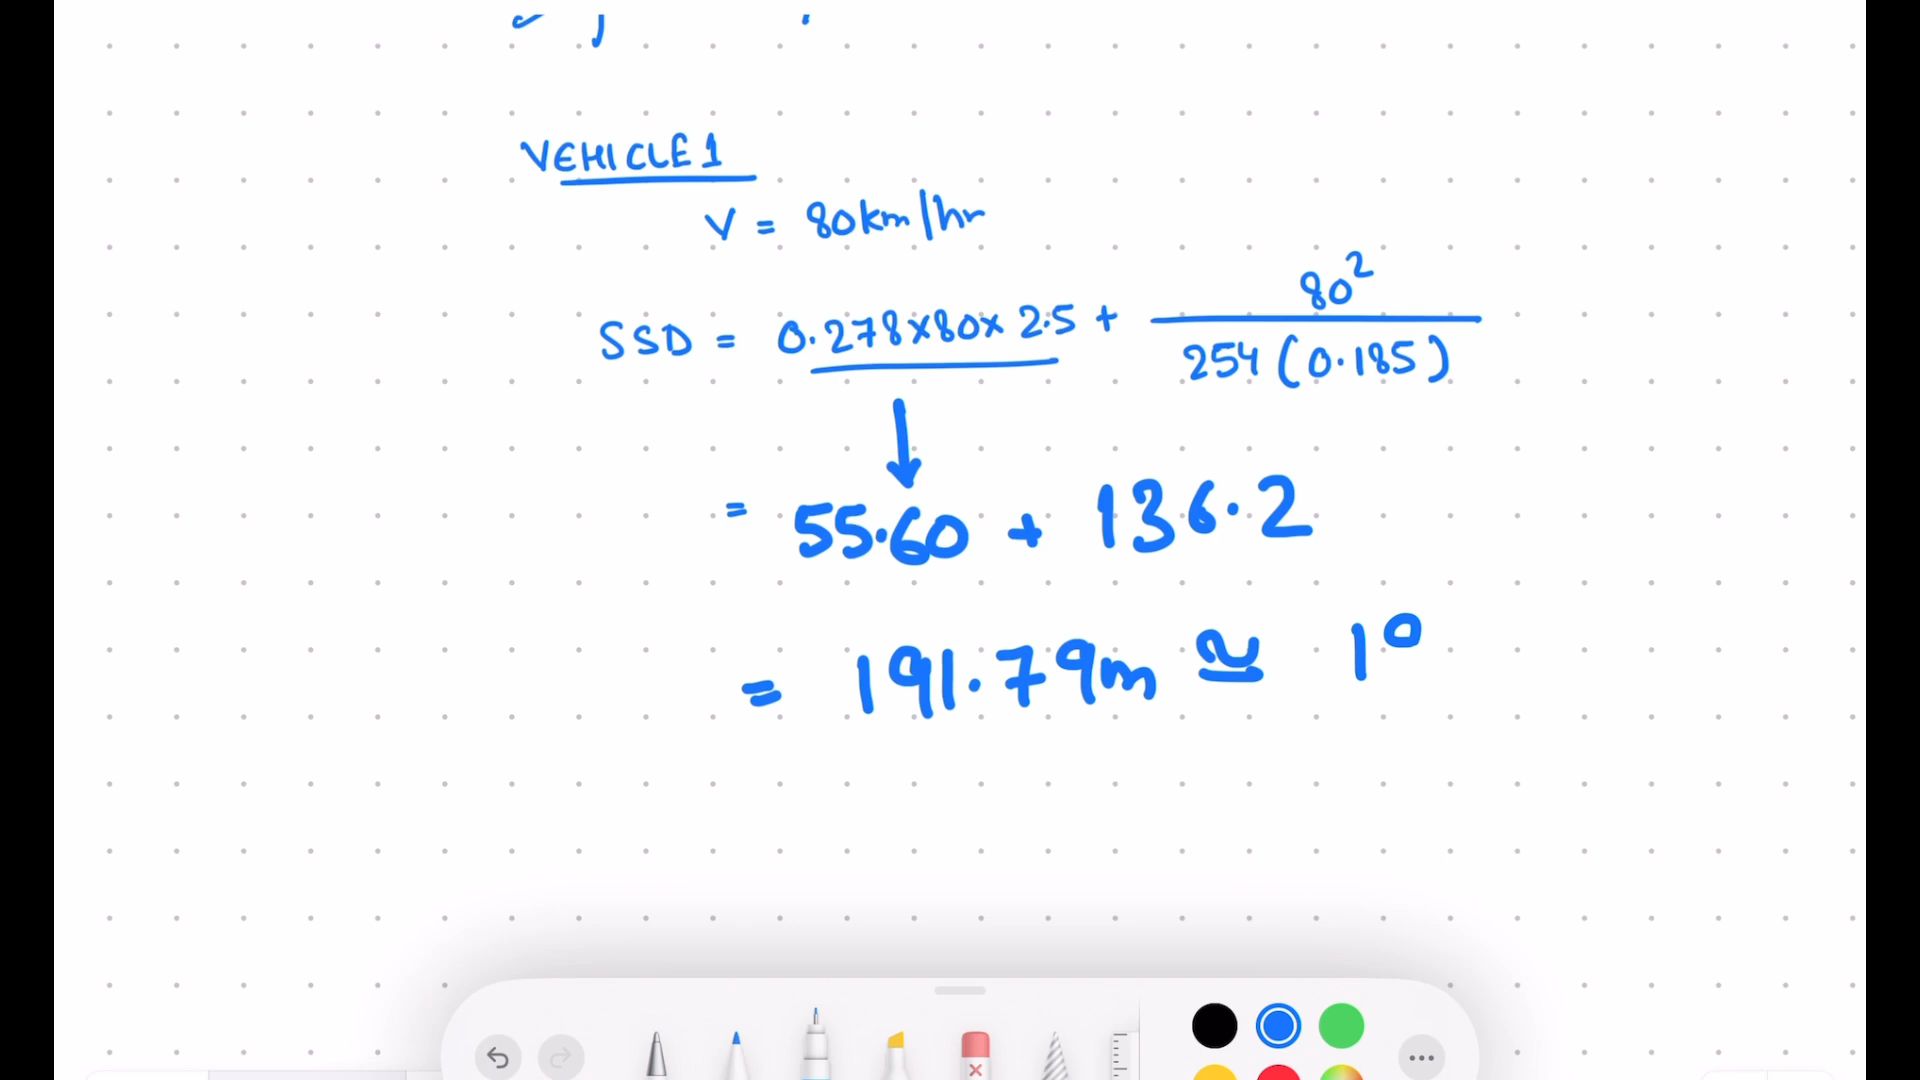 VEHICLE 1
V = 80km/hr
SSD = 0.278x80x 2.5 + 80² / 254 (0.185)
= 55.60 + 136.2
= 191.79m ≅ 19